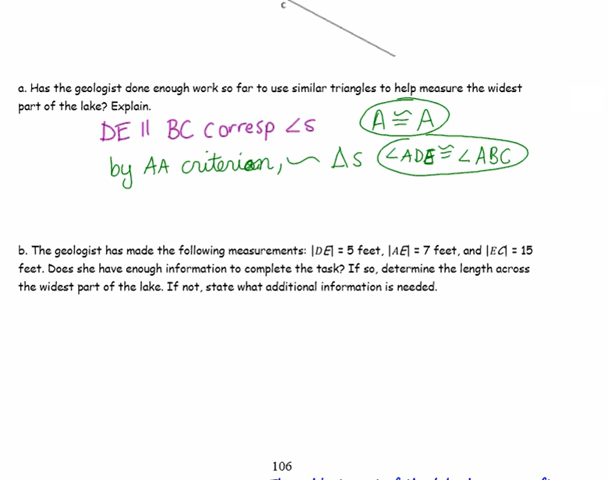 C
a. Has the geologist done enough work so far to use similar triangles to help measure the widest
part of the lake? Explain.
DE || BC corresp ∠s A ≅ A
by AA criterion, ~ Δs ∠ADE ≅ ∠ABC
b. The geologist has made the following measurements: |DE| = 5 feet, |AE| = 7 feet, and |EC| = 15
feet. Does she have enough information to complete the task? If so, determine the length across
the widest part of the lake. If not, state what additional information is needed.
106